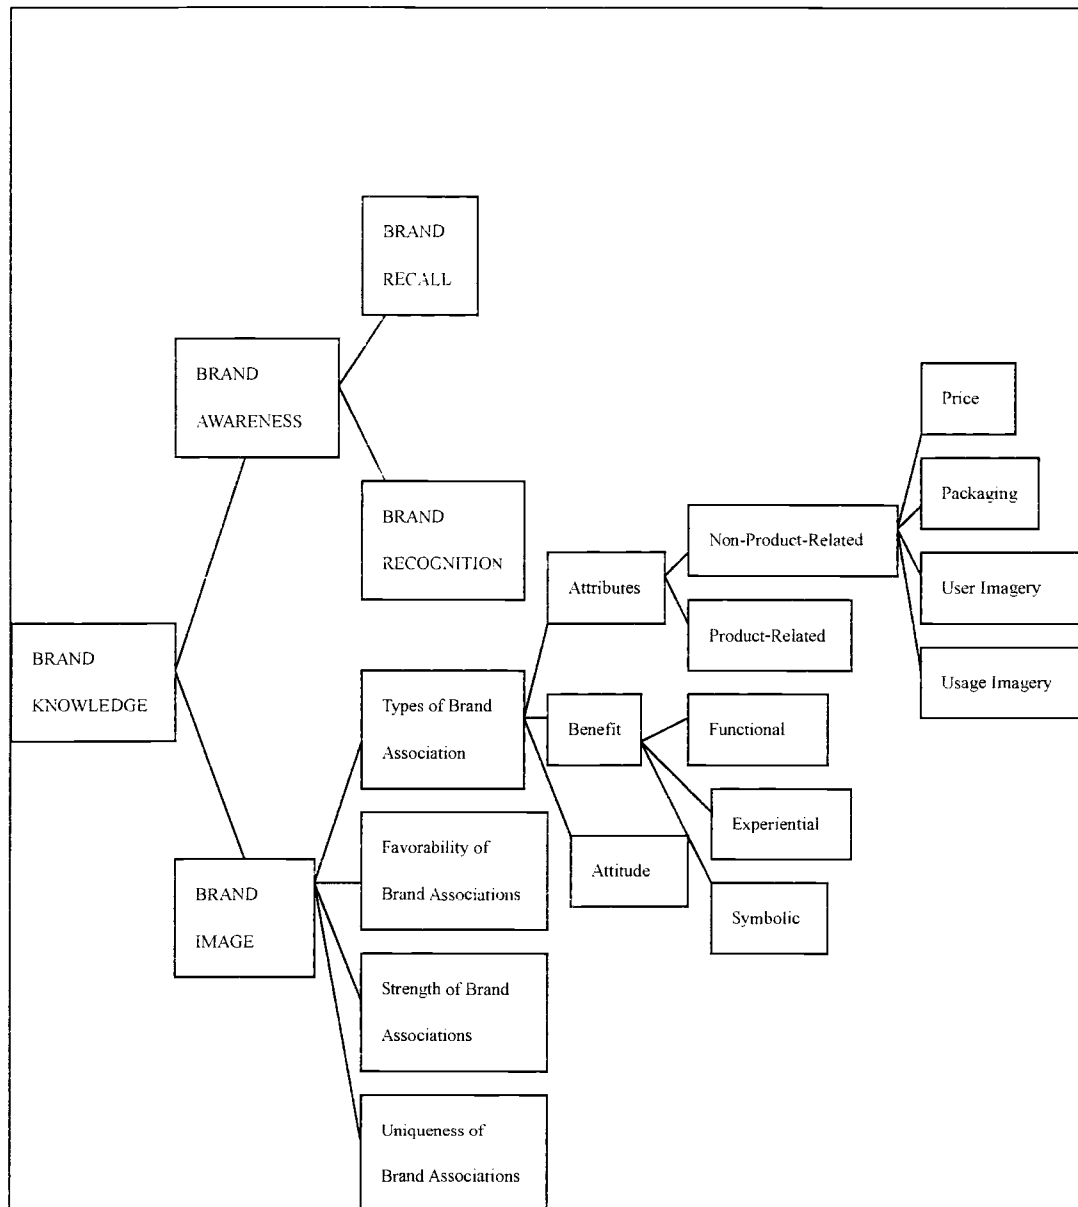 BRAND
RECALL
BRAND
AWARENESS
Price
Packaging
BRAND
RECOGNITION
Non-Product-Related
Attributes
User Imagery
Product-Related
BRAND
KNOWLEDGE
Usage Imagery
Types of Brand
Association
Benefit
Functional
Experiential
Favorability of
Brand Associations
Attitude
BRAND
IMAGE
Symbolic
Strength of Brand
Associations
Uniqueness of
Brand Associations